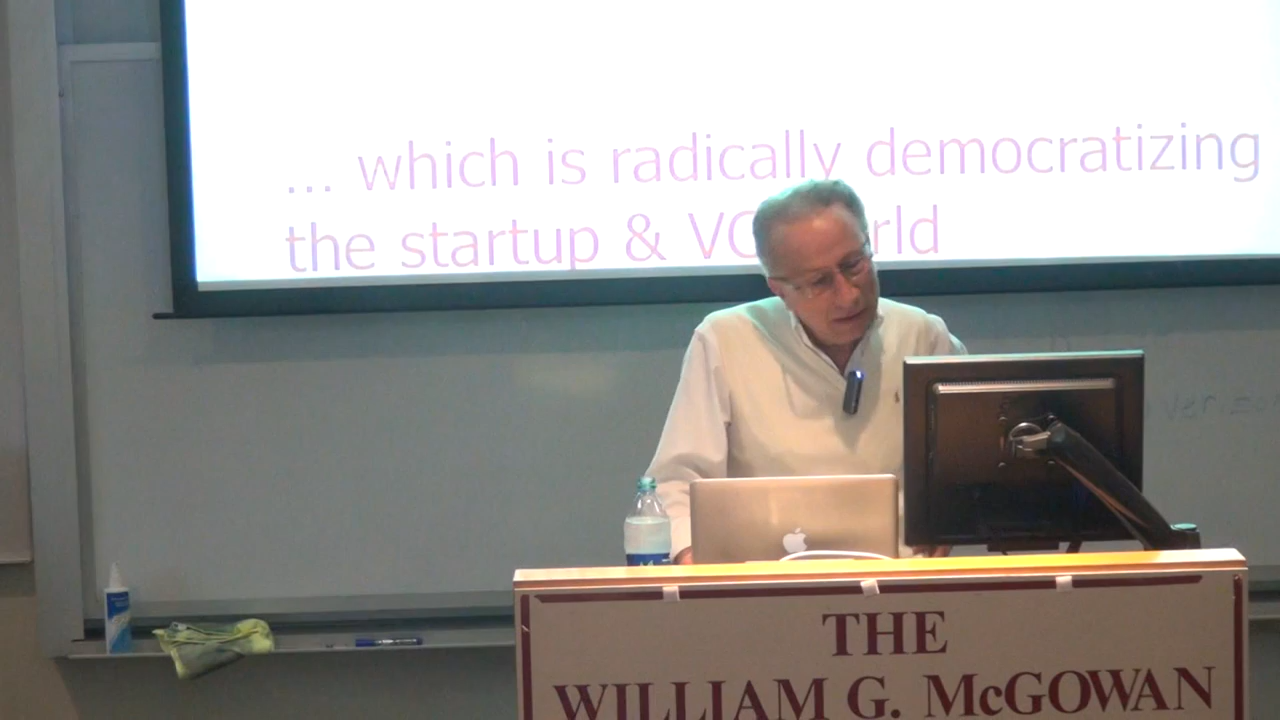 ... which is radically democratizing
the startup & VC
THE
WILLIAM G. McGOWAN